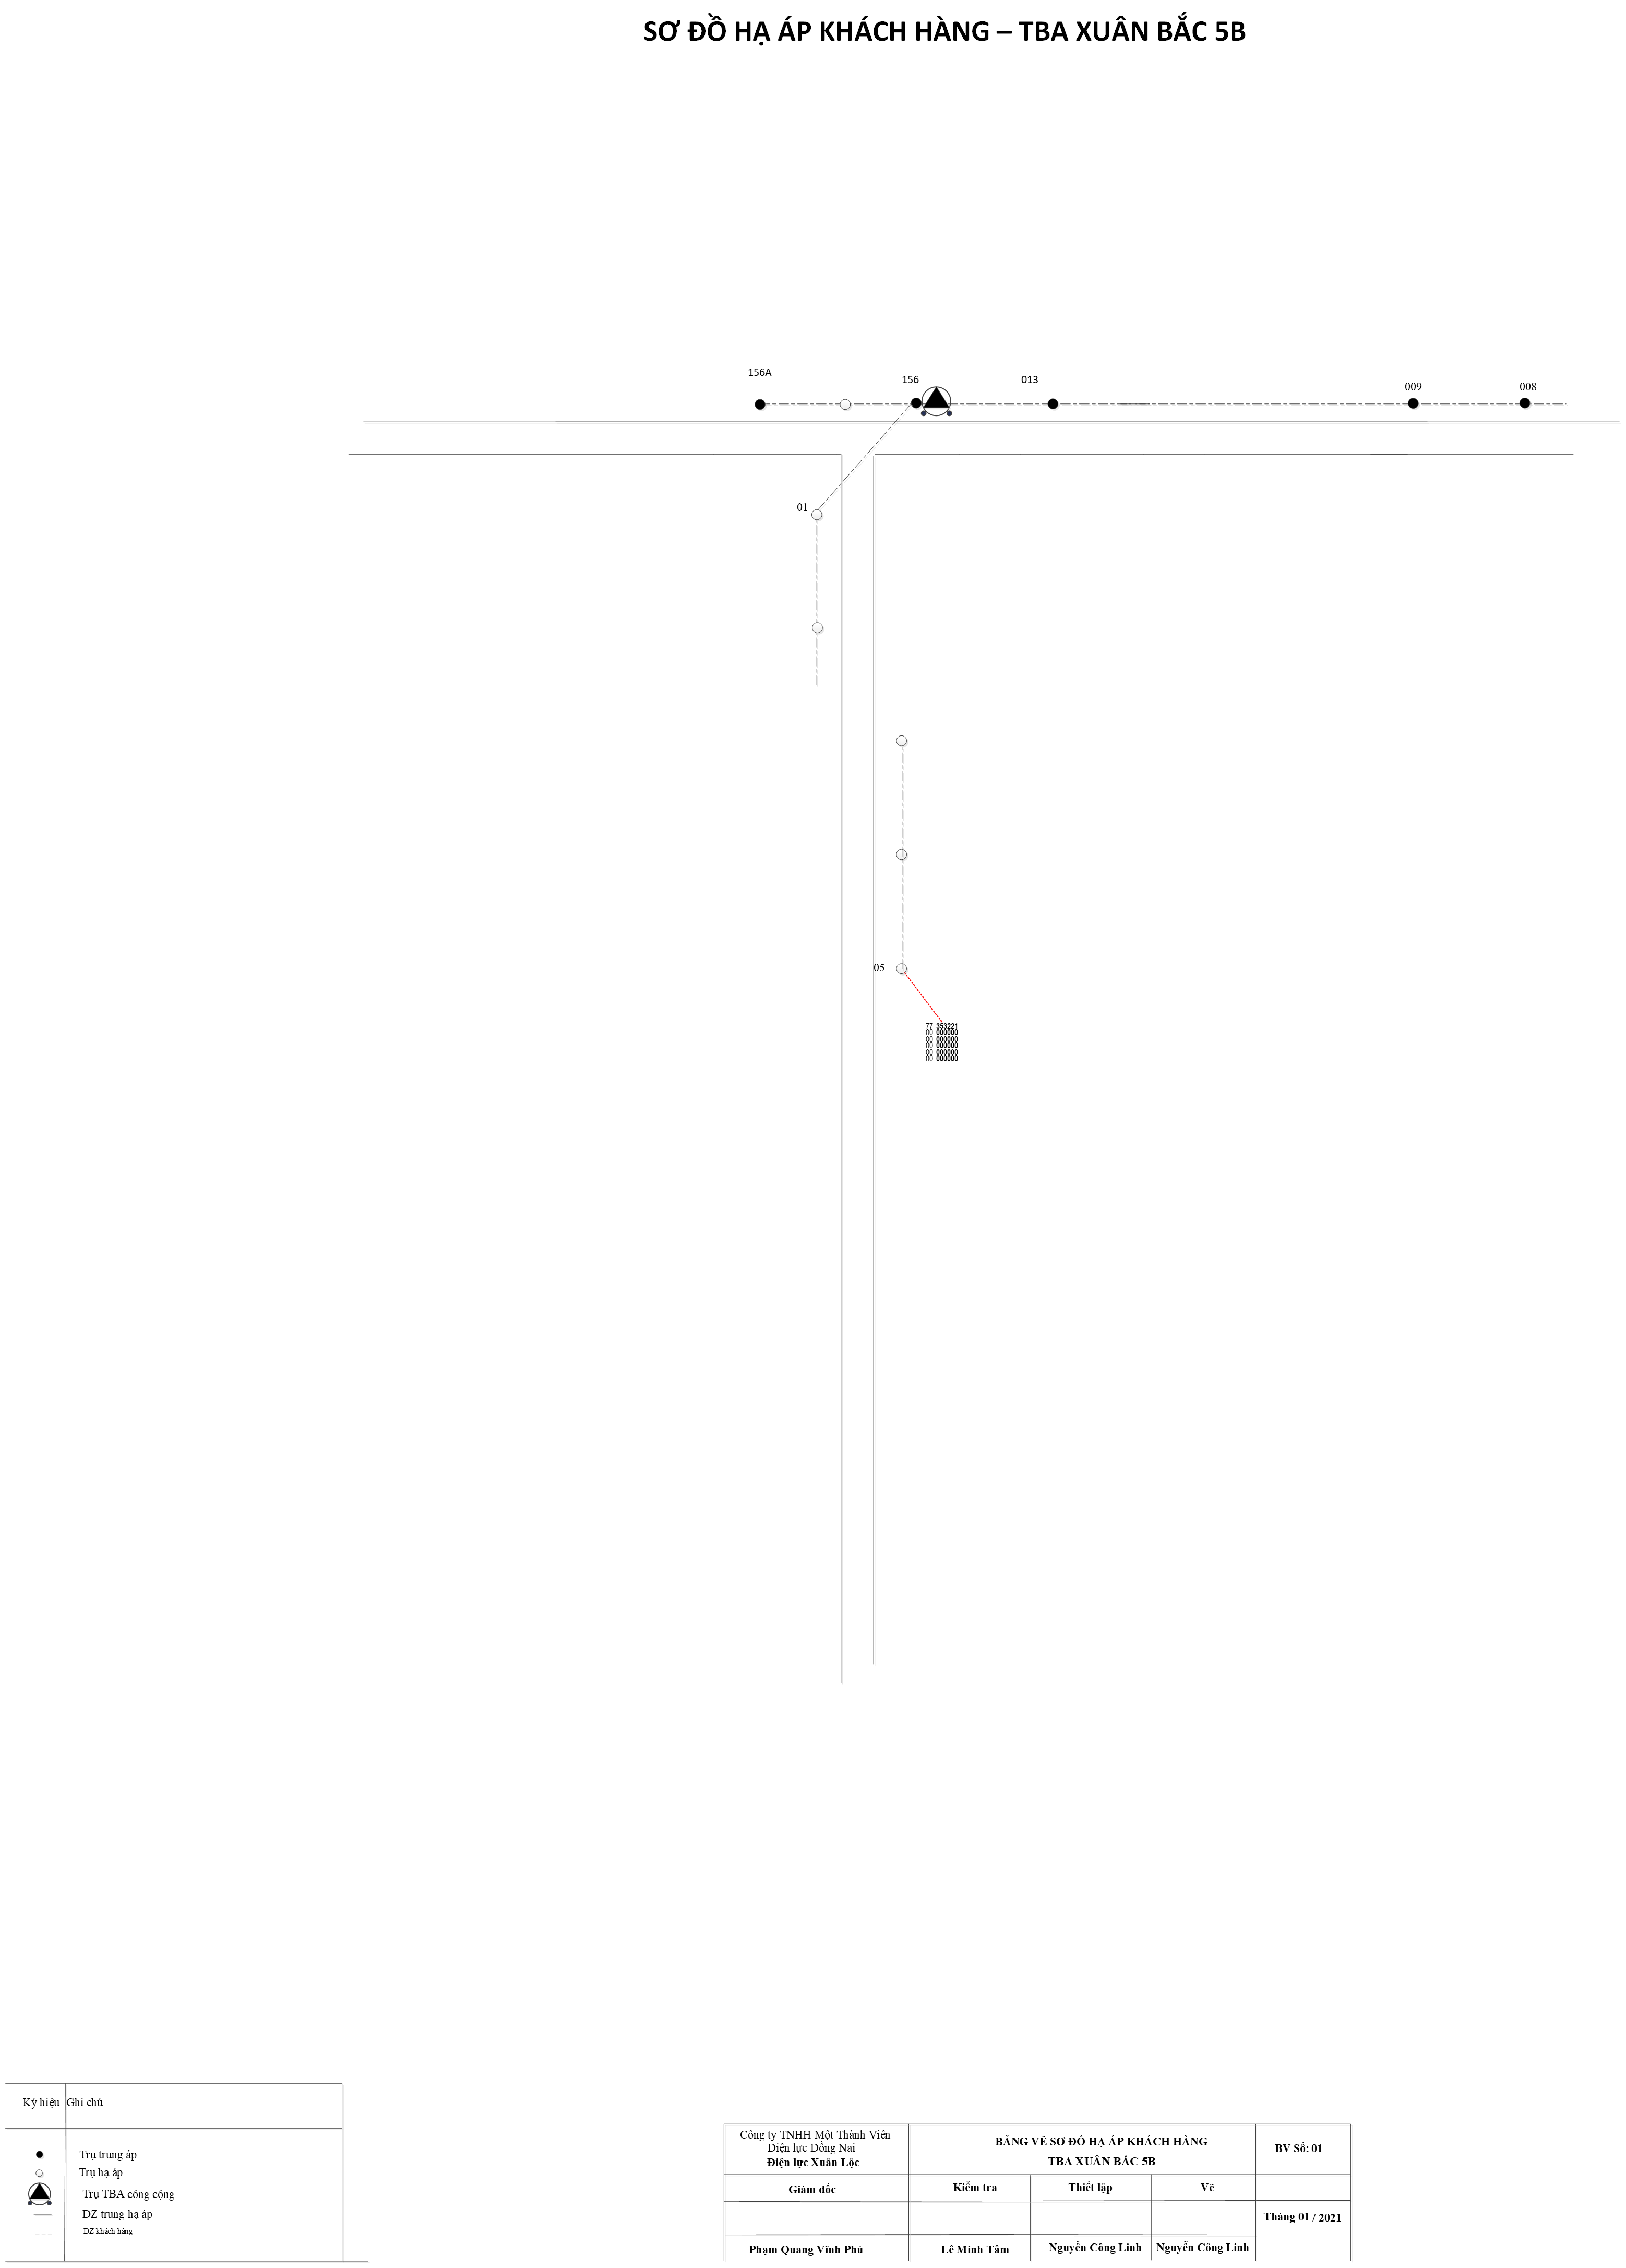 SƠ ĐỒ HẠ ÁP KHÁCH HÀNG – TBA XUÂN BẮC 5B
156A
156
013
009
008
01
05
77 353221
00 000000
00 000000
00 000000
00 000000
00 000000
Ký hiệu Ghi chú
Trụ trung áp
Trụ hạ áp
Trụ TBA công cộng
DZ trung hạ áp
DZ khách hàng
Công ty TNHH Một Thành Viên
Điện lực Đồng Nai
Điện lực Xuân Lộc
BẢNG VẼ SƠ ĐỒ HẠ ÁP KHÁCH HÀNG
TBA XUÂN BẮC 5B
BV Số: 01
Giám đốc Kiểm tra Thiết lập Vẽ
Tháng 01 / 2021
Phạm Quang Vĩnh Phú Lê Minh Tâm Nguyễn Công Linh Nguyễn Công Linh